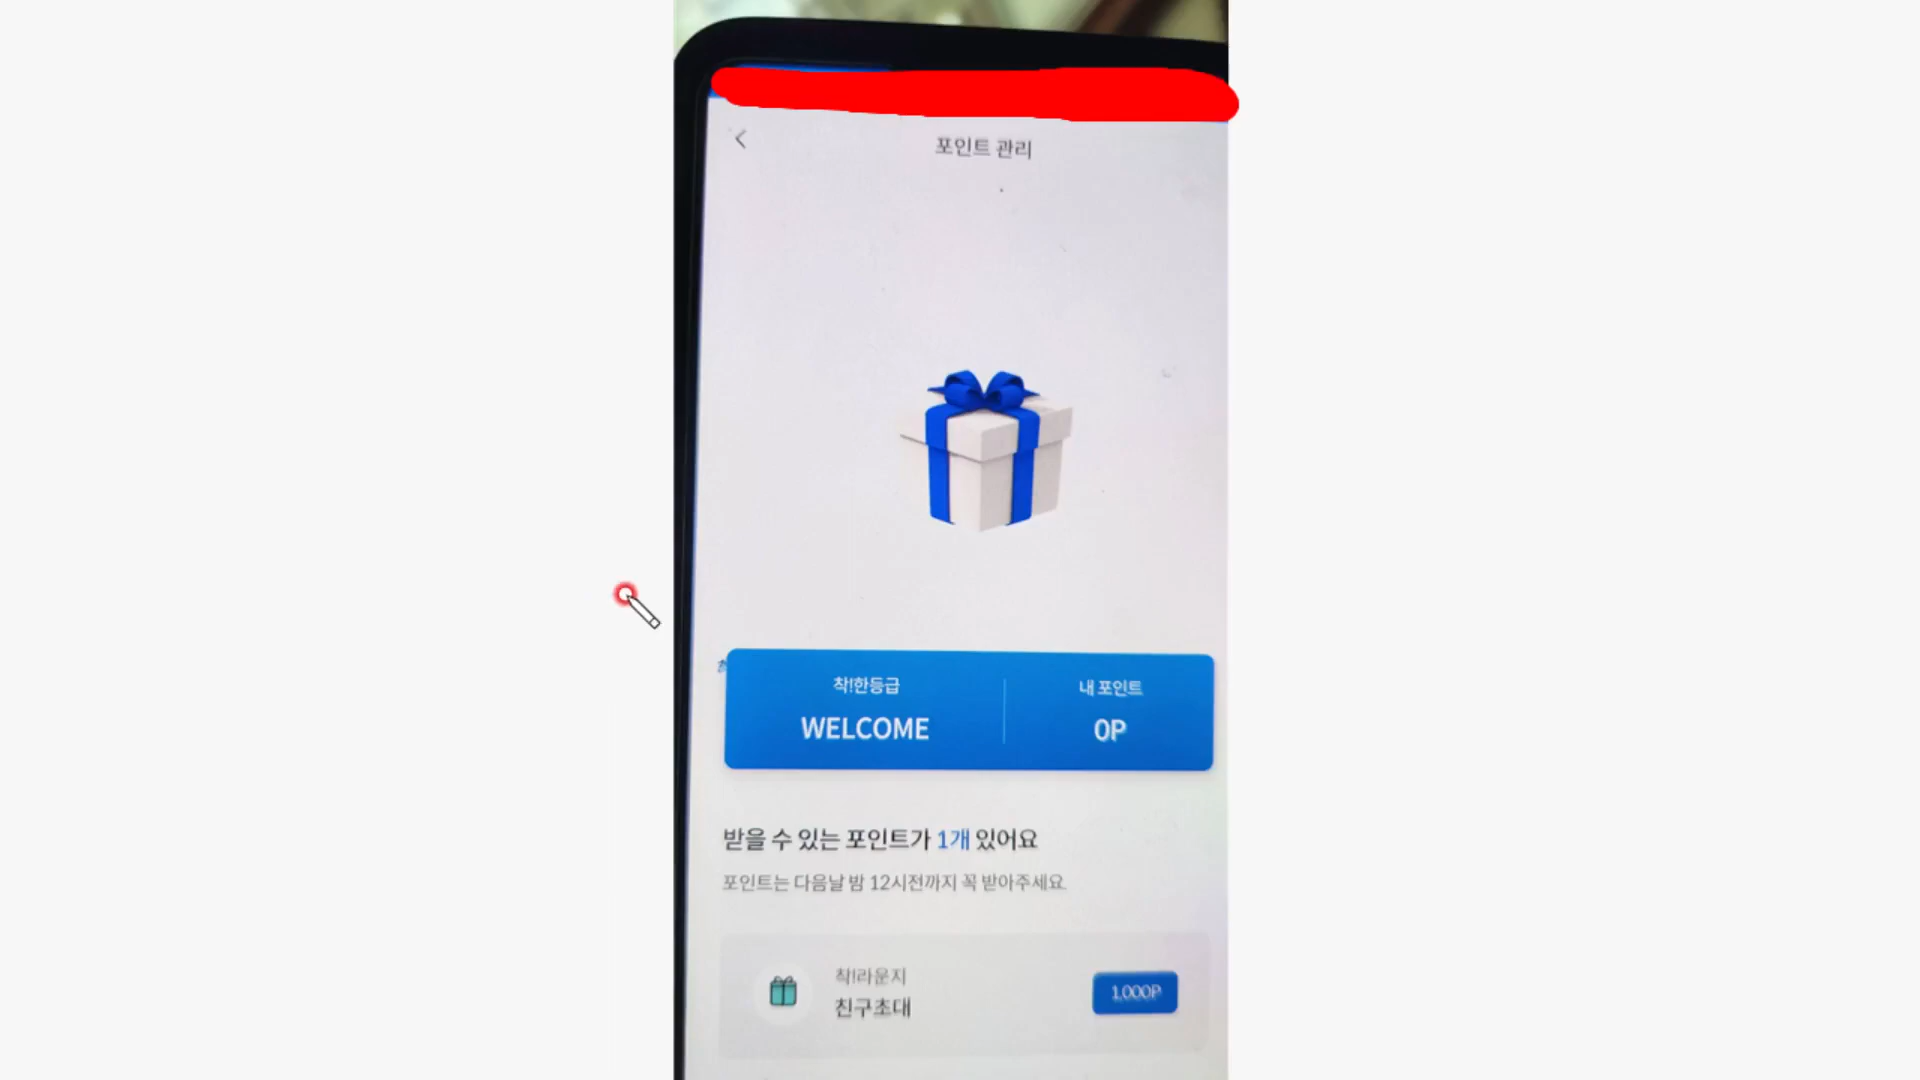 포인트 관리
착!한등급
WELCOME
내 포인트
0P
받을 수 있는 포인트가 1개 있어요
포인트는 다음날 밤 12시전까지 꼭 받아주세요.
착!라운지
친구초대
1,000P